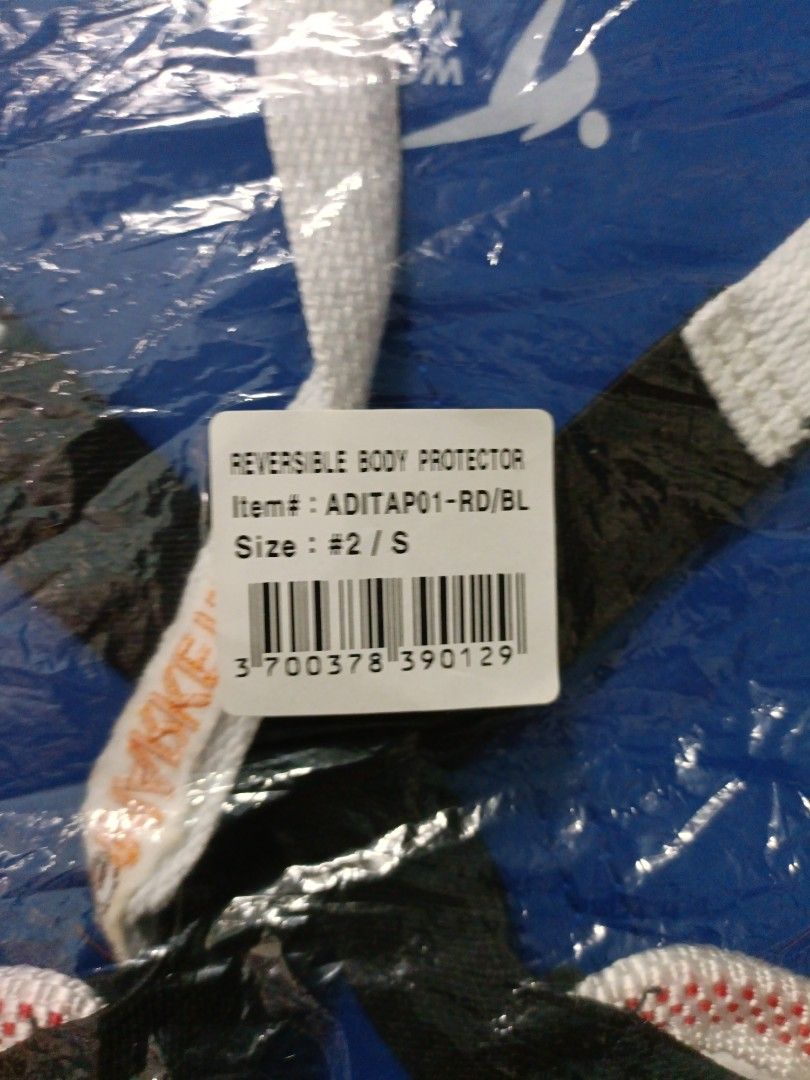 REVERSIBLE BODY PROTECTOR
Item# : ADITAP01-RD/BL
Size : #2 / S
3 700378 390129